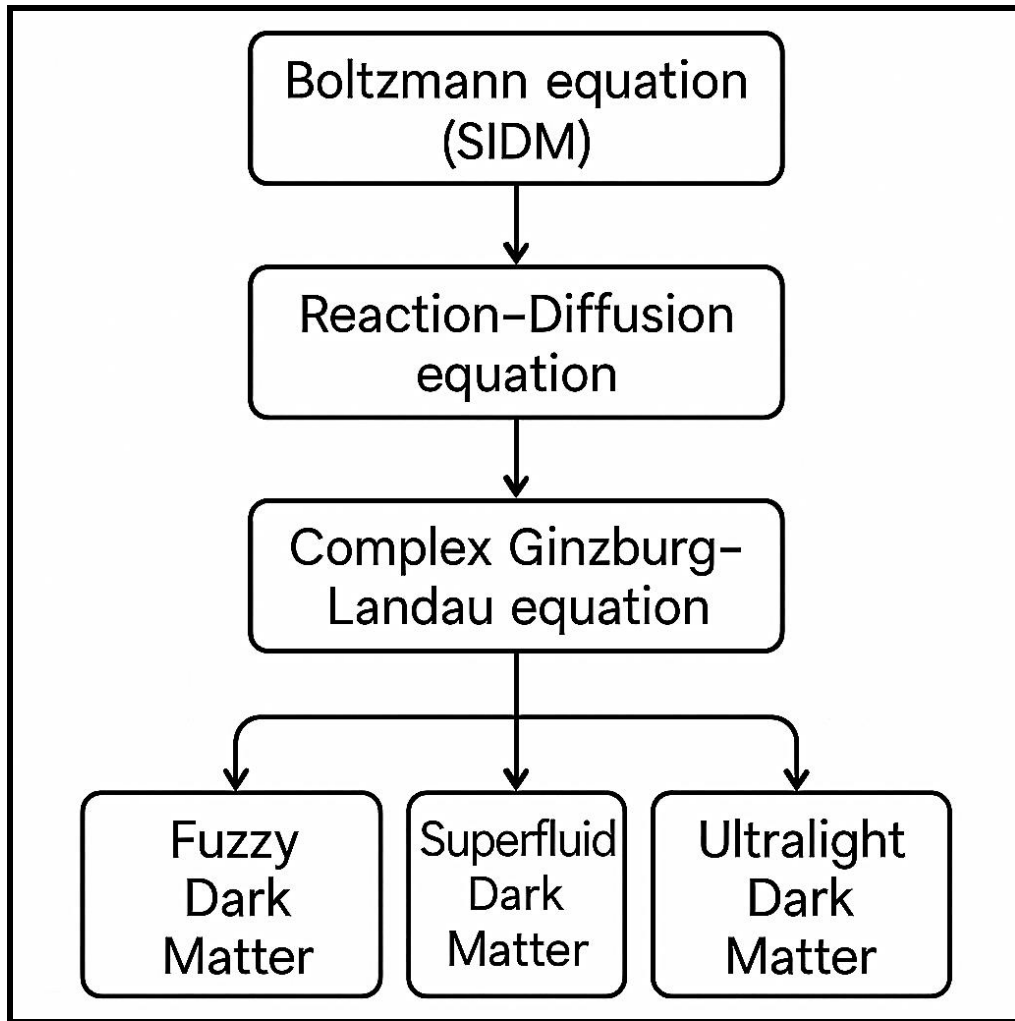 Boltzmann equation
(SIDM)
Reaction–Diffusion
equation
Complex Ginzburg–
Landau equation
Fuzzy
Dark
Matter
Superfluid
Dark
Matter
Ultralight
Dark
Matter